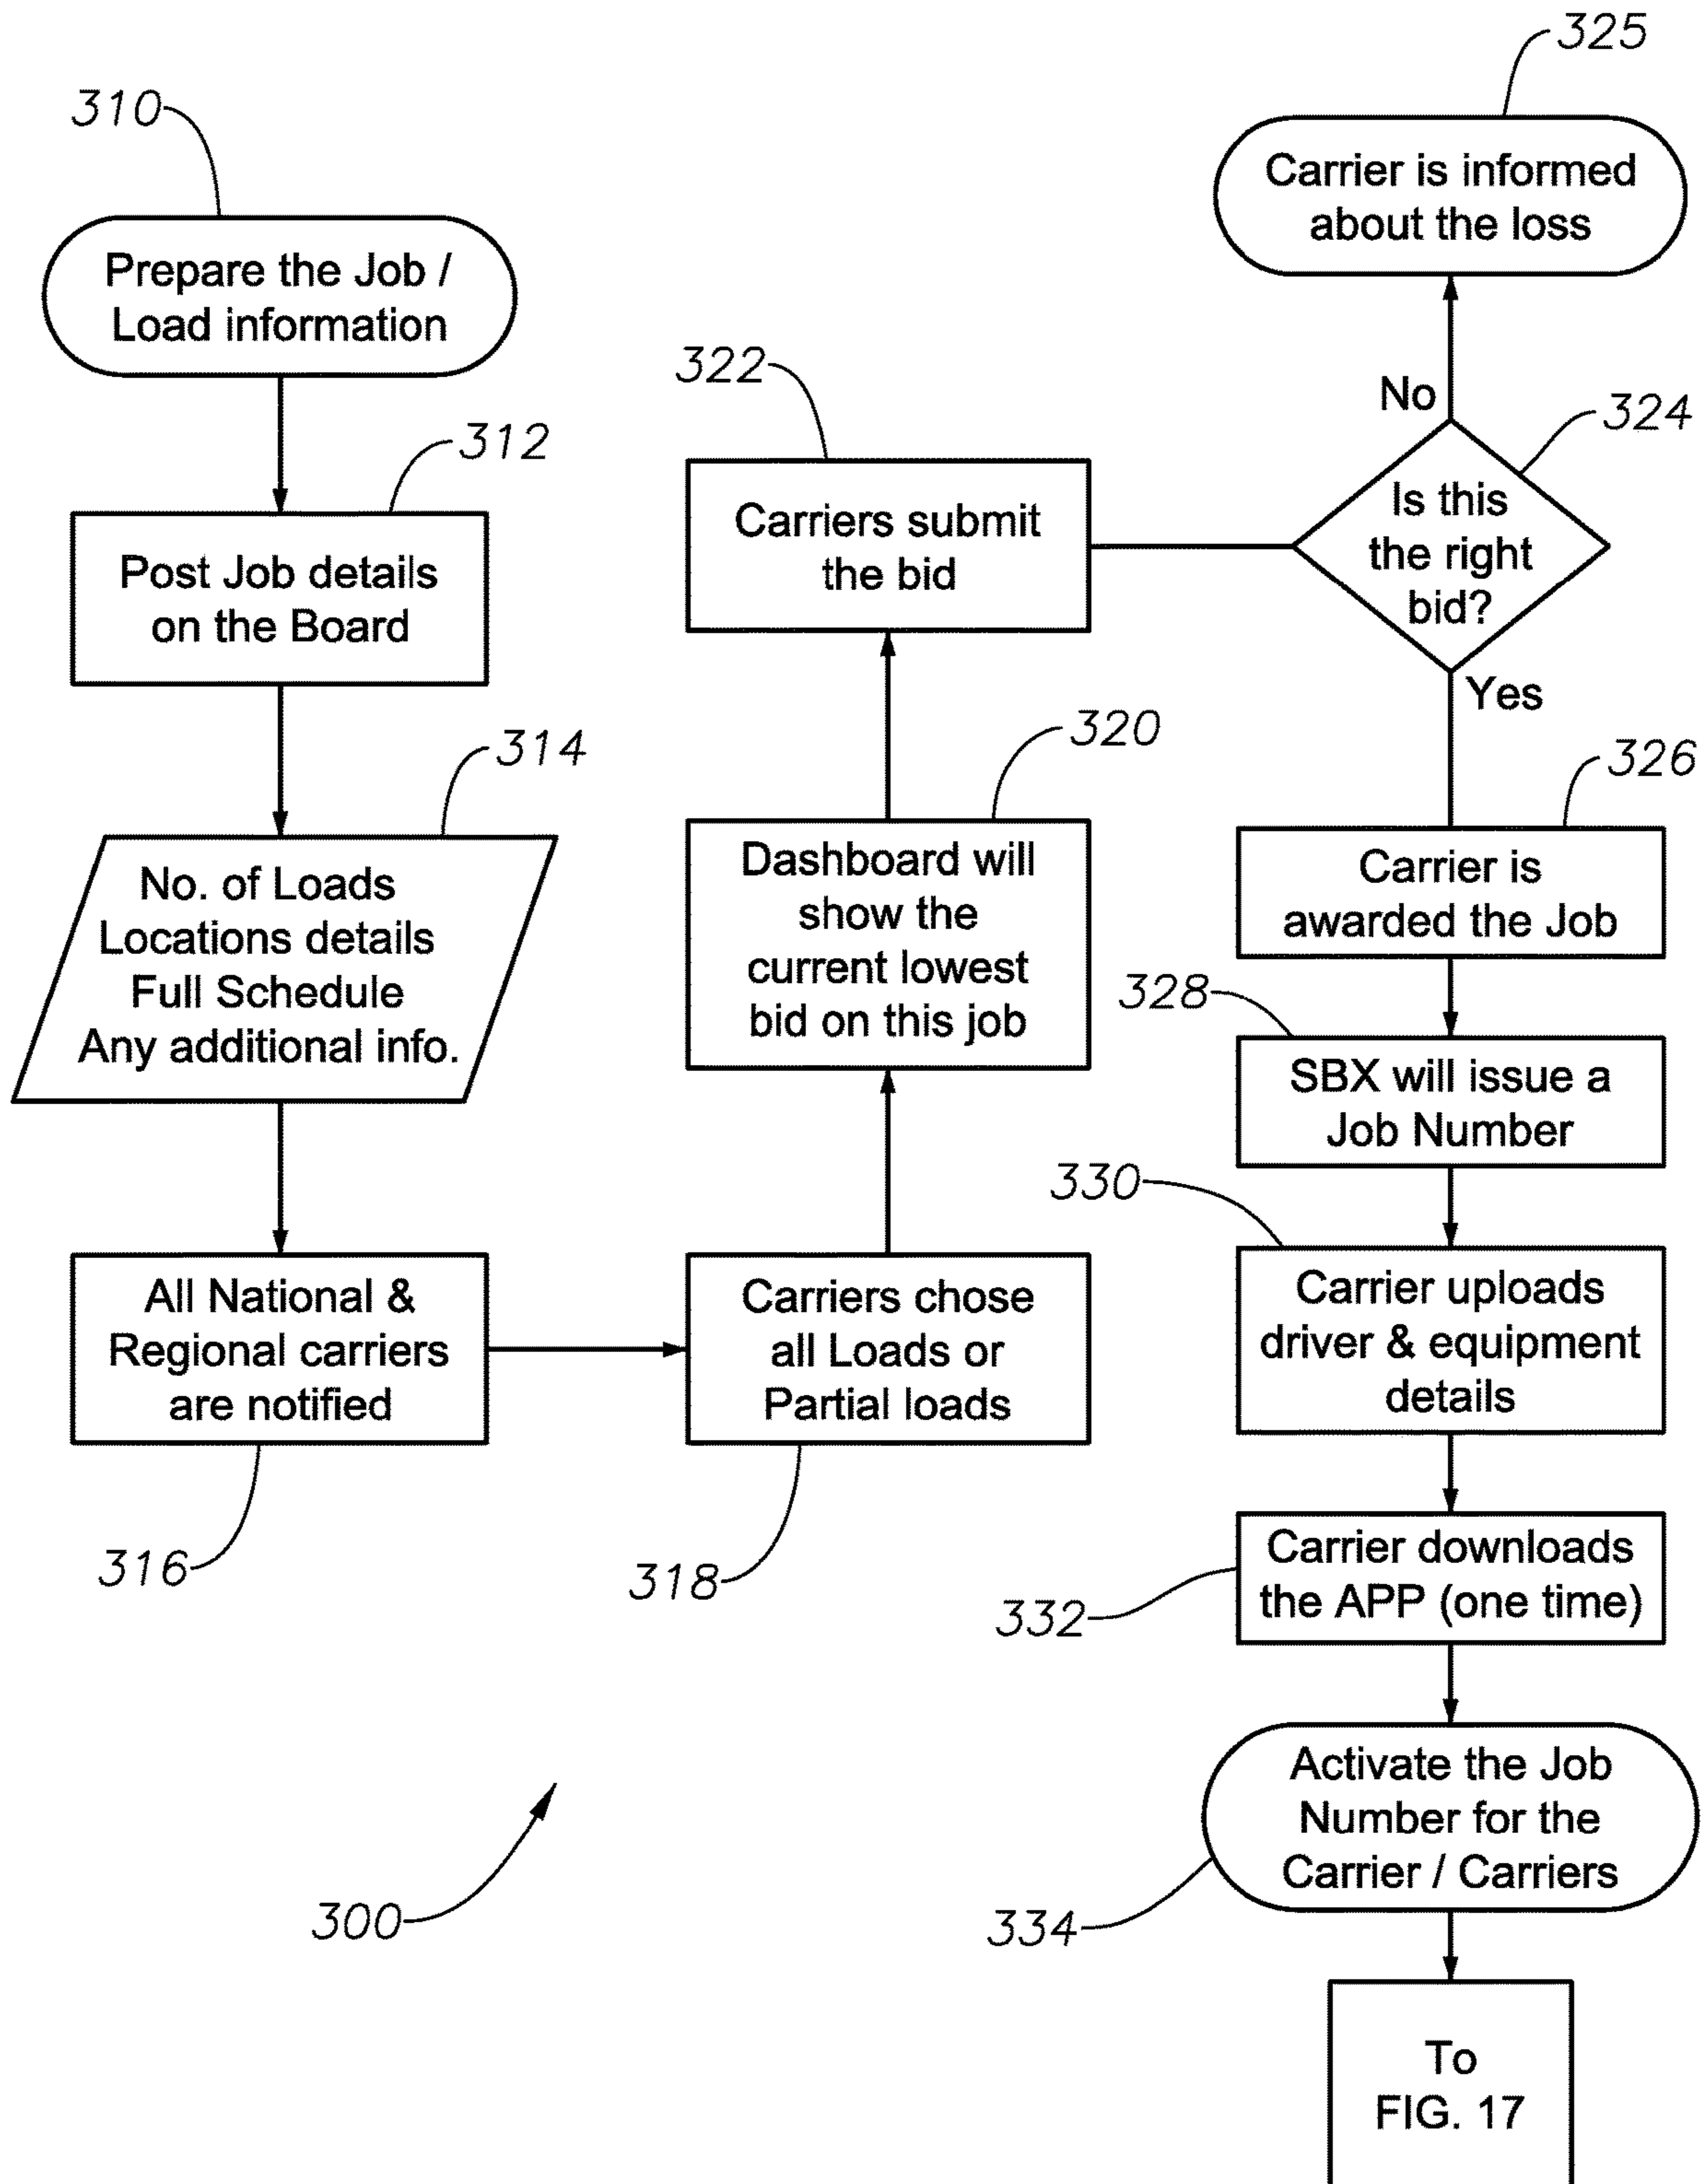 310
Prepare the Job /
Load information
312
Post Job details
on the Board
314
No. of Loads
Locations details
Full Schedule
Any additional info.
All National &
Regional carriers
are notified
316
Carriers chose
all Loads or
Partial loads
318
320
Dashboard will
show the
current lowest
bid on this job
322
Carriers submit
the bid
324
Is this
the right
bid?
No
325
Carrier is informed
about the loss
Yes
326
Carrier is
awarded the Job
328
SBX will issue a
Job Number
330
Carrier uploads
driver & equipment
details
332
Carrier downloads
the APP (one time)
334
Activate the Job
Number for the
Carrier / Carriers
To
FIG. 17
300